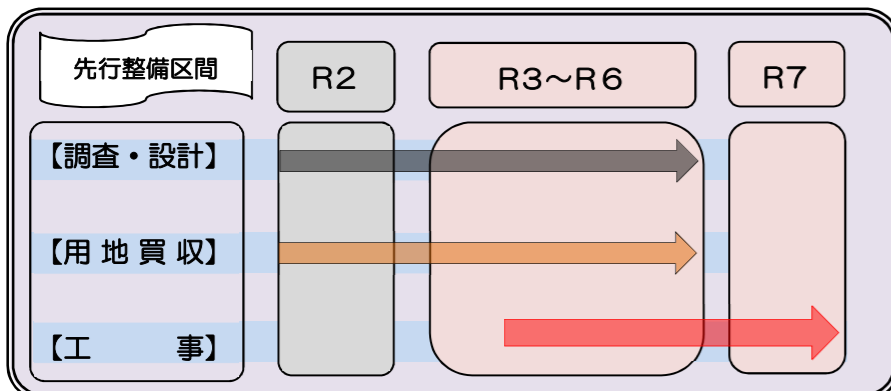 先行整備区間
R2
R3～R6
R7
【調査・設計】
【用地買収】
【工　　事】